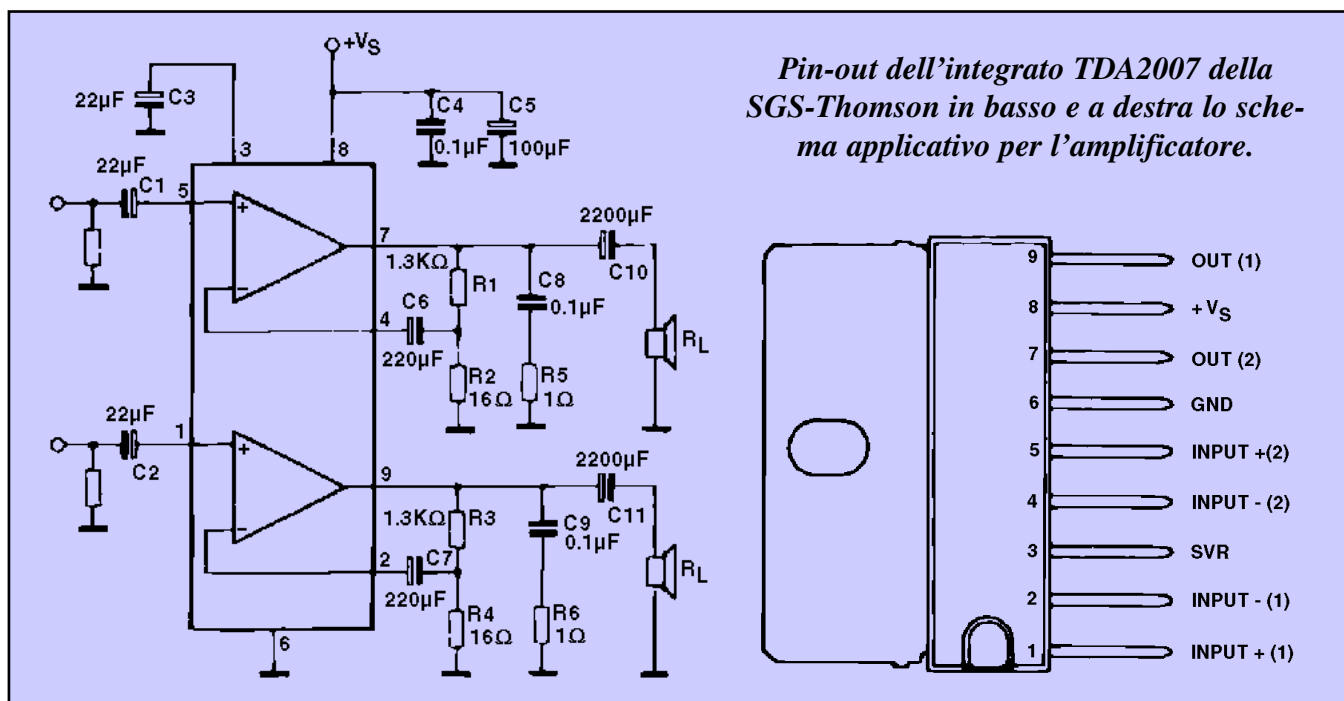 Pin-out dell'integrato TDA2007 della
SGS-Thomson in basso e a destra lo sche-
ma applicativo per l'amplificatore.
+VS
22µF
C3
C4
0.1µF
C5
100µF
3
8
22µF
C1
5
7
1.3KΩ
R1
C8
0.1µF
2200µF
C10
RL
C6
220µF
4
R2
16Ω
R5
1Ω
22µF
C2
1
9
1.3KΩ
R3
C9
0.1µF
2200µF
C11
RL
2
C7
220µF
R4
16Ω
R6
1Ω
6
+
−
+
−
9 OUT (1)
8 +VS
7 OUT (2)
6 GND
5 INPUT +(2)
4 INPUT - (2)
3 SVR
2 INPUT - (1)
1 INPUT + (1)